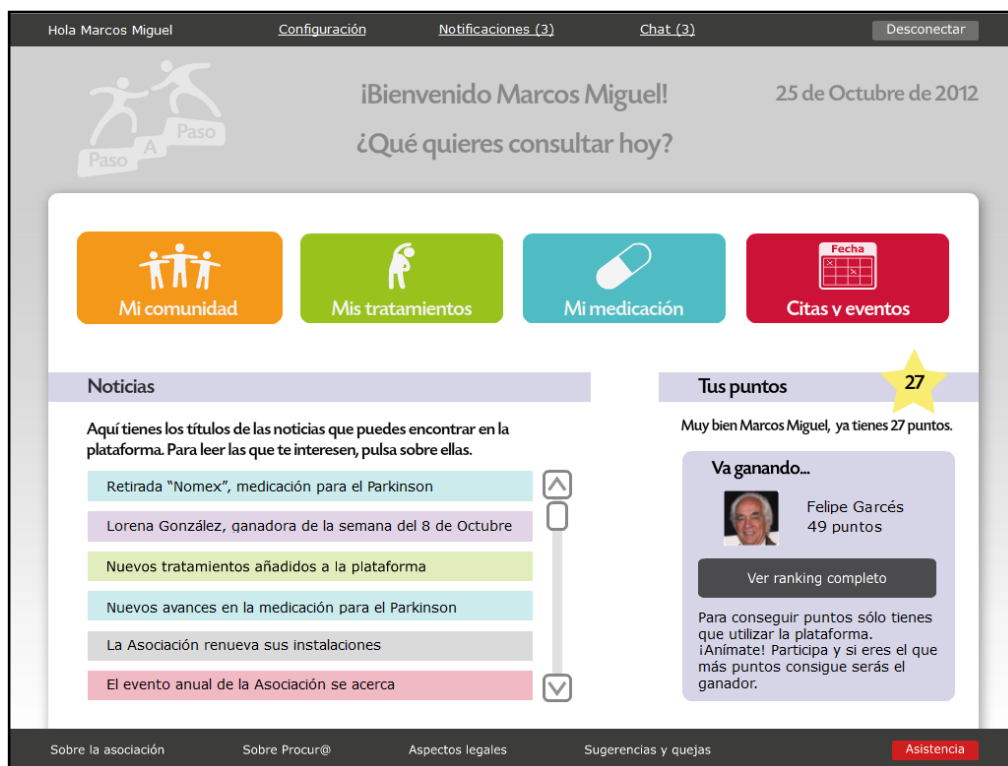 Hola Marcos Miguel
Configuración
Notificaciones (3)
Chat (3)
Desconectar
¡Bienvenido Marcos Miguel!
25 de Octubre de 2012
¿Qué quieres consultar hoy?
Paso
A
Paso
Mi comunidad
Mis tratamientos
Mi medicación
Fecha
Citas y eventos
Noticias
Aquí tienes los títulos de las noticias que puedes encontrar en la
plataforma. Para leer las que te interesen, pulsa sobre ellas.
Retirada “Nomex”, medicación para el Parkinson
Lorena González, ganadora de la semana del 8 de Octubre
Nuevos tratamientos añadidos a la plataforma
Nuevos avances en la medicación para el Parkinson
La Asociación renueva sus instalaciones
El evento anual de la Asociación se acerca
Tus puntos
27
Muy bien Marcos Miguel, ya tienes 27 puntos.
Va ganando...
Felipe Garcés
49 puntos
Ver ranking completo
Para conseguir puntos sólo tienes
que utilizar la plataforma.
¡Anímate! Participa y si eres el que
más puntos consigue serás el
ganador.
Sobre la asociación
Sobre Procur@
Aspectos legales
Sugerencias y quejas
Asistencia